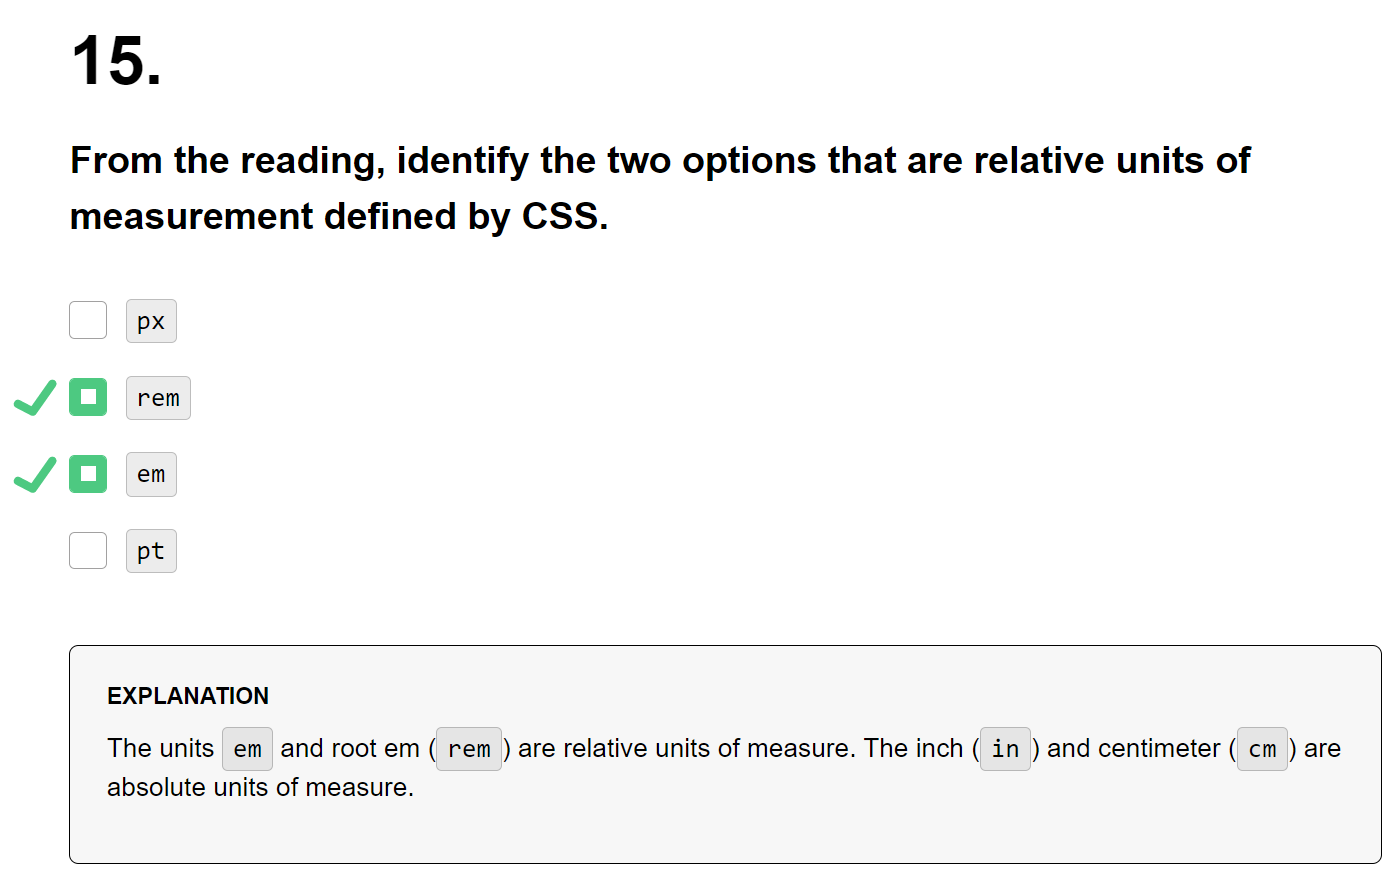 15.
From the reading, identify the two options that are relative units of
measurement defined by CSS.
px
rem
em
pt
EXPLANATION
The units em and root em (rem) are relative units of measure. The inch (in) and centimeter (cm) are
absolute units of measure.